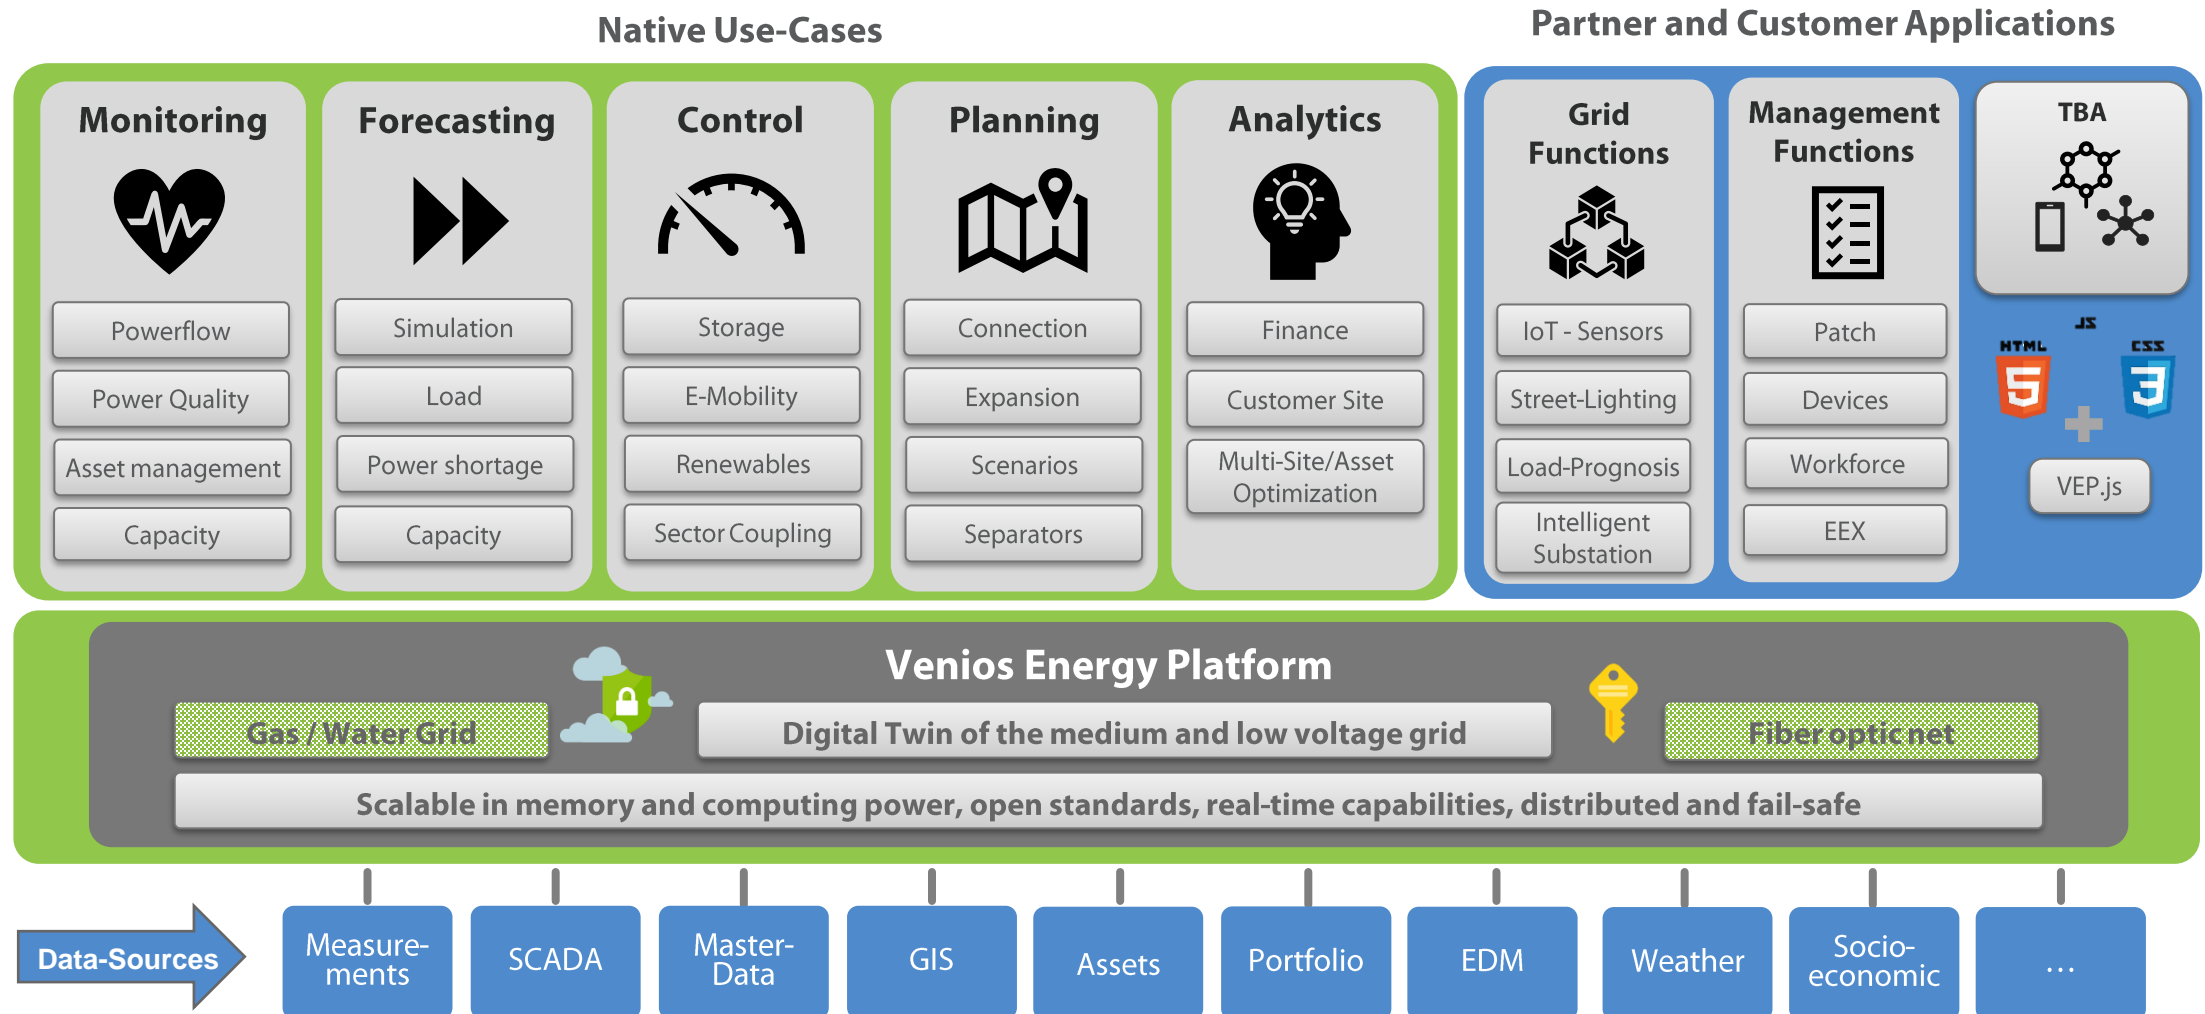 Native Use-Cases
Partner and Customer Applications
Monitoring
Powerflow
Power Quality
Asset management
Capacity
Forecasting
Simulation
Load
Power shortage
Capacity
Control
Storage
E-Mobility
Renewables
Sector Coupling
Planning
Connection
Expansion
Scenarios
Separators
Analytics
Finance
Customer Site
Multi-Site/Asset
Optimization
Grid
Functions
IoT - Sensors
Street-Lighting
Load-Prognosis
Intelligent
Substation
Management
Functions
Patch
Devices
Workforce
EEX
TBA
JS
HTML
5
CSS
3
VEP.js
Venios Energy Platform
Gas / Water Grid
Digital Twin of the medium and low voltage grid
Fiber optic net
Scalable in memory and computing power, open standards, real-time capabilities, distributed and fail-safe
Data-Sources
Measure-
ments
SCADA
Master-
Data
GIS
Assets
Portfolio
EDM
Weather
Socio-
economic
...